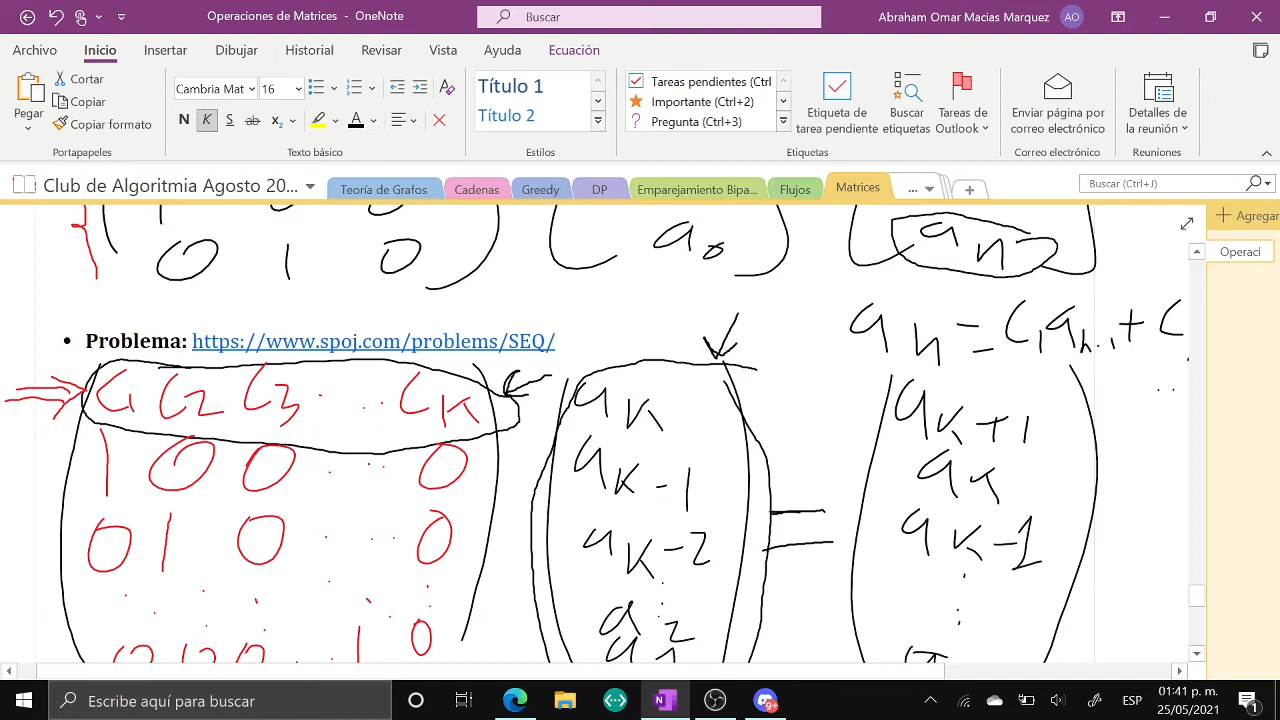 Operaciones de Matrices - OneNote
Buscar
Abraham Omar Macias Marquez
AO
Archivo Inicio Insertar Dibujar Historial Revisar Vista Ayuda Ecuación
Pegar
Cortar
Copiar
Copiar formato
Portapapeles
Cambria Mat 16
N K S ab x₂ A
Texto básico
Título 1
Título 2
Estilos
Tareas pendientes (Ctrl
Importante (Ctrl+2)
Pregunta (Ctrl+3)
Etiqueta de
tarea pendiente
Buscar
etiquetas
Tareas de
Outlook
Etiquetas
Enviar página por
correo electrónico
Correo electrónico
Detalles de
la reunión
Reuniones
Club de Algoritmia Agosto 20...
Teoría de Grafos
Cadenas
Greedy
DP
Emparejamiento Bipa...
Flujos
Matrices
...
Buscar (Ctrl+J)
Agregar
Operaci
0 1 0
a₀
aₙ
• Problema: https://www.spoj.com/problems/SEQ/
aₙ = C₁aₙ₋₁ + C
C₁ C₂ C₃ . . . Cₖ
1 0 0 . . . 0
0 1 0 . . . 0
1 0
aₖ
aₖ₋₁
aₖ₋₂
a₂
=
aₖ₊₁
aₖ
aₖ₋₁
Escribe aquí para buscar
9+
ESP
01:41 p. m.
25/05/2021
1